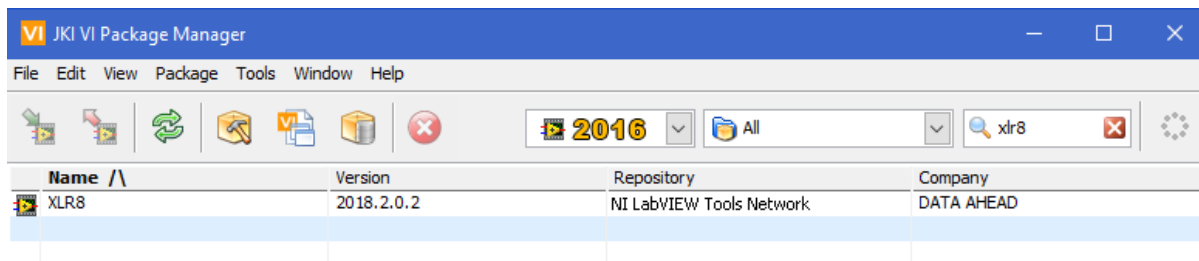 VI JKI VI Package Manager
File Edit View Package Tools Window Help
VI 2016 All xlr8
Name /\ Version Repository Company
XLR8 2018.2.0.2 NI LabVIEW Tools Network DATA AHEAD